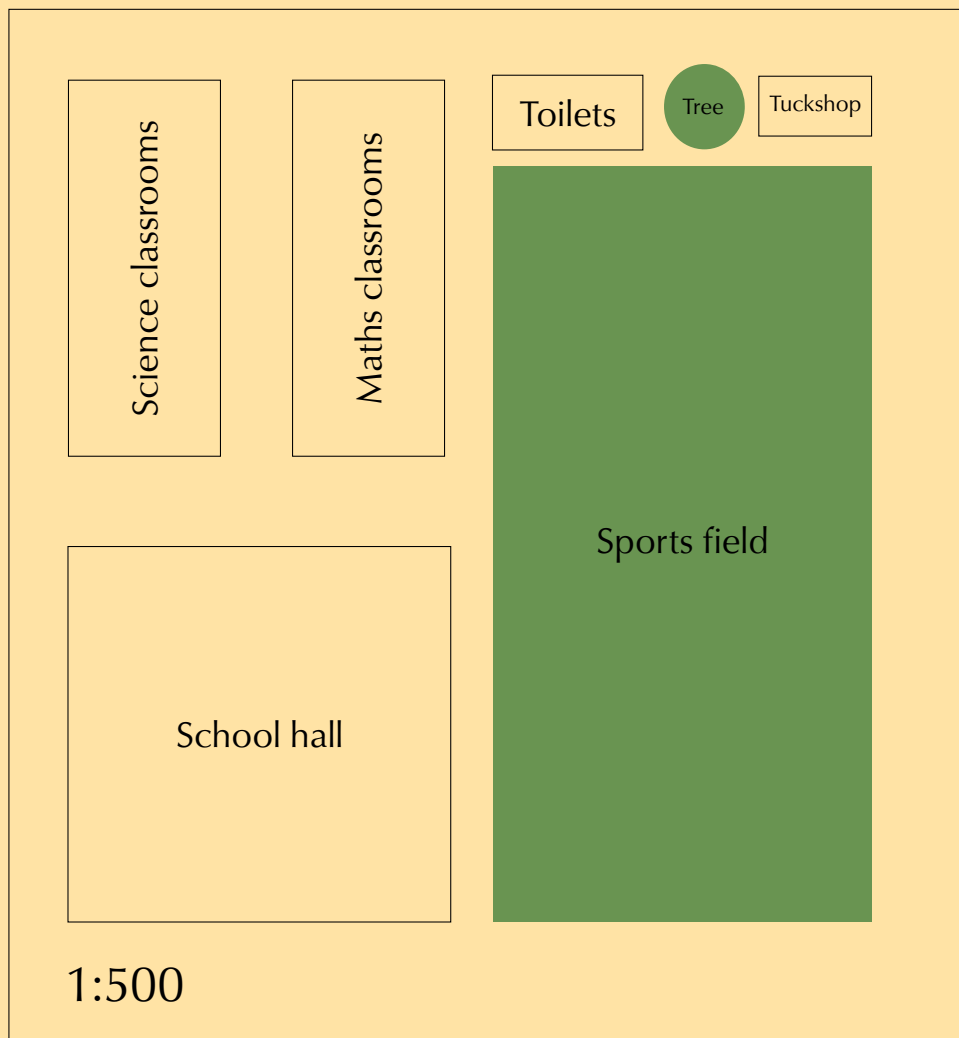 Science classrooms
Maths classrooms
Toilets
Tree
Tuckshop
Sports field
School hall
1:500